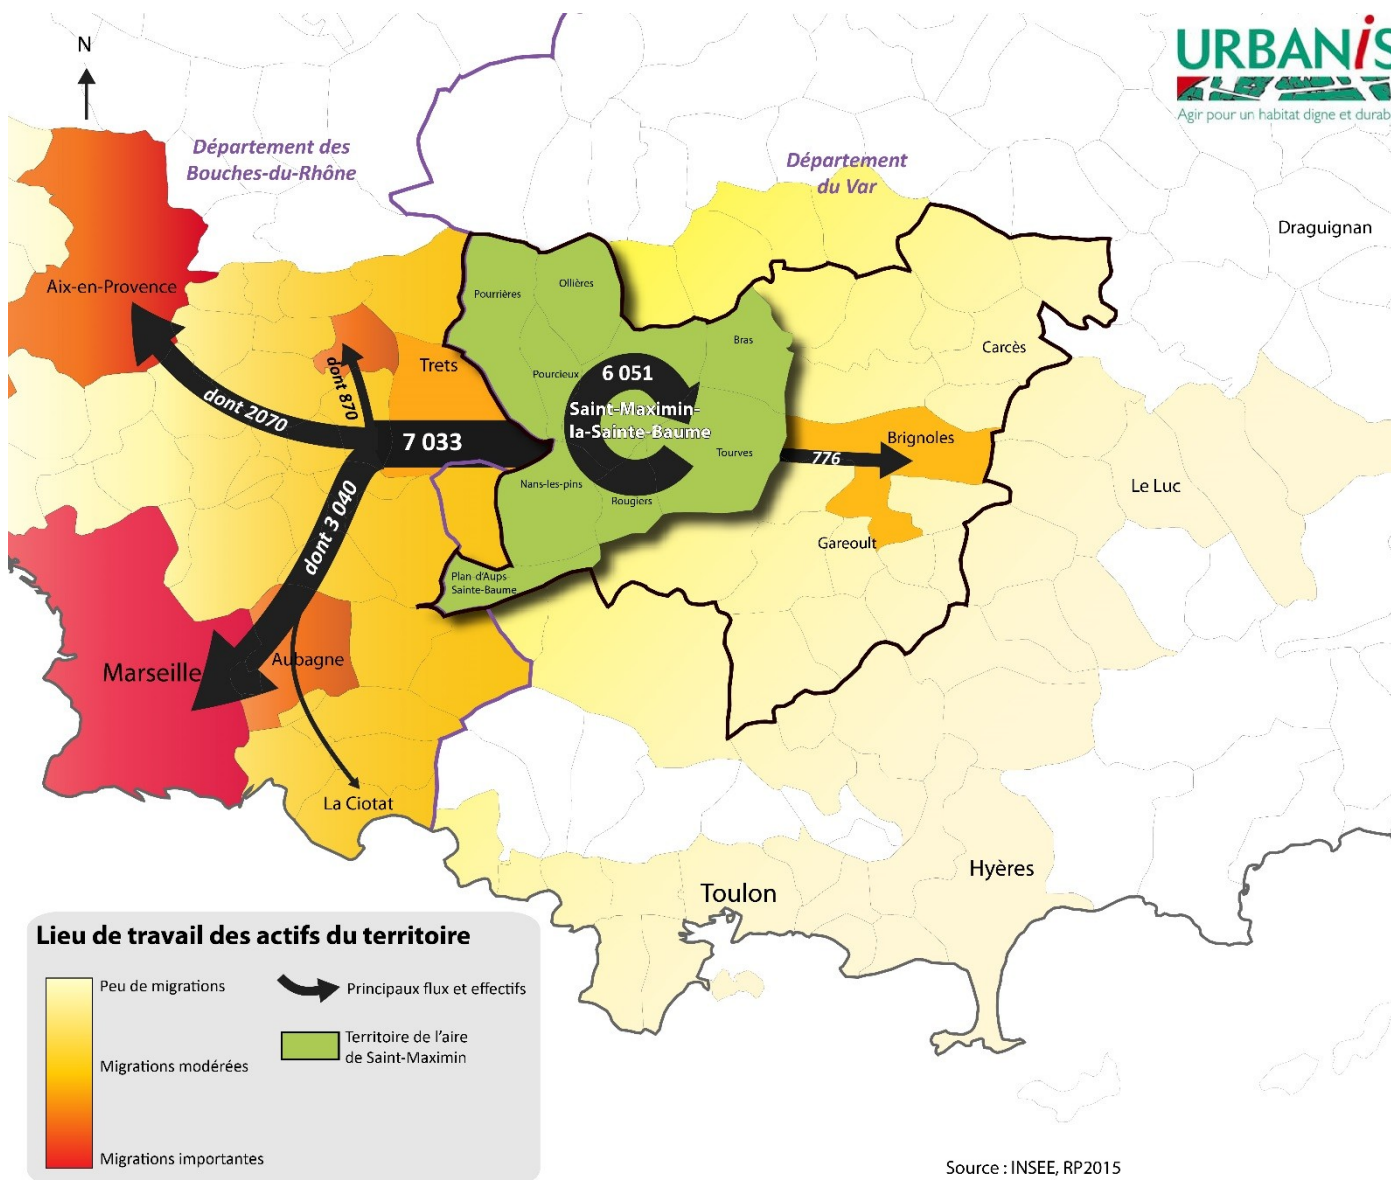 N
URBANiS
Agir pour un habitat digne et durab
Département des
Bouches-du-Rhône
Département
du Var
Draguignan
Aix-en-Provence
Pourrières
Ollières
Bras
Carcès
Trets
dont 870
Pourcieux
6 051
Saint-Maximin-
la-Sainte-Baume
dont 2070
7 033
Tourves
776
Brignoles
Nans-les-pins
Rougiers
Le Luc
dont 3 040
Gareoult
Plan-d'Aups
Sainte-Baume
Marseille
Aubagne
La Ciotat
Toulon
Hyères
Lieu de travail des actifs du territoire
Peu de migrations
Migrations modérées
Migrations importantes
Principaux flux et effectifs
Territoire de l'aire
de Saint-Maximin
Source : INSEE, RP2015